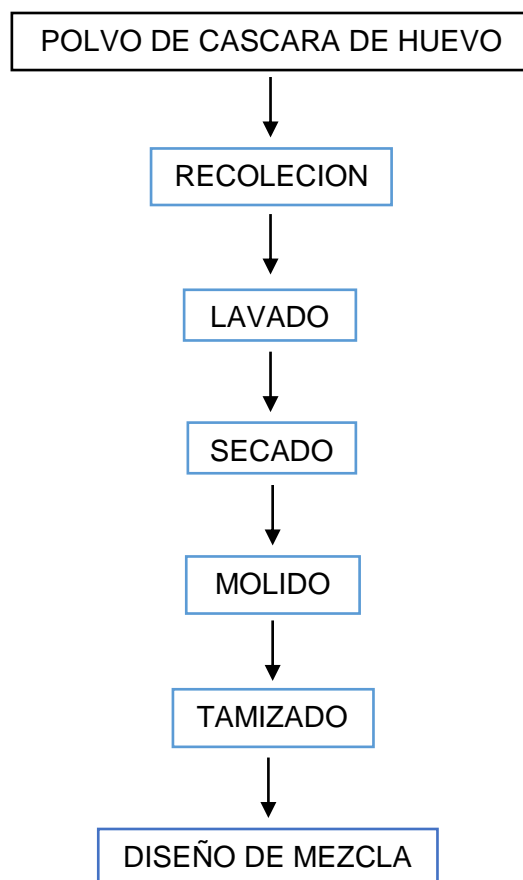 POLVO DE CASCARA DE HUEVO
RECOLECION
LAVADO
SECADO
MOLIDO
TAMIZADO
DISEÑO DE MEZCLA